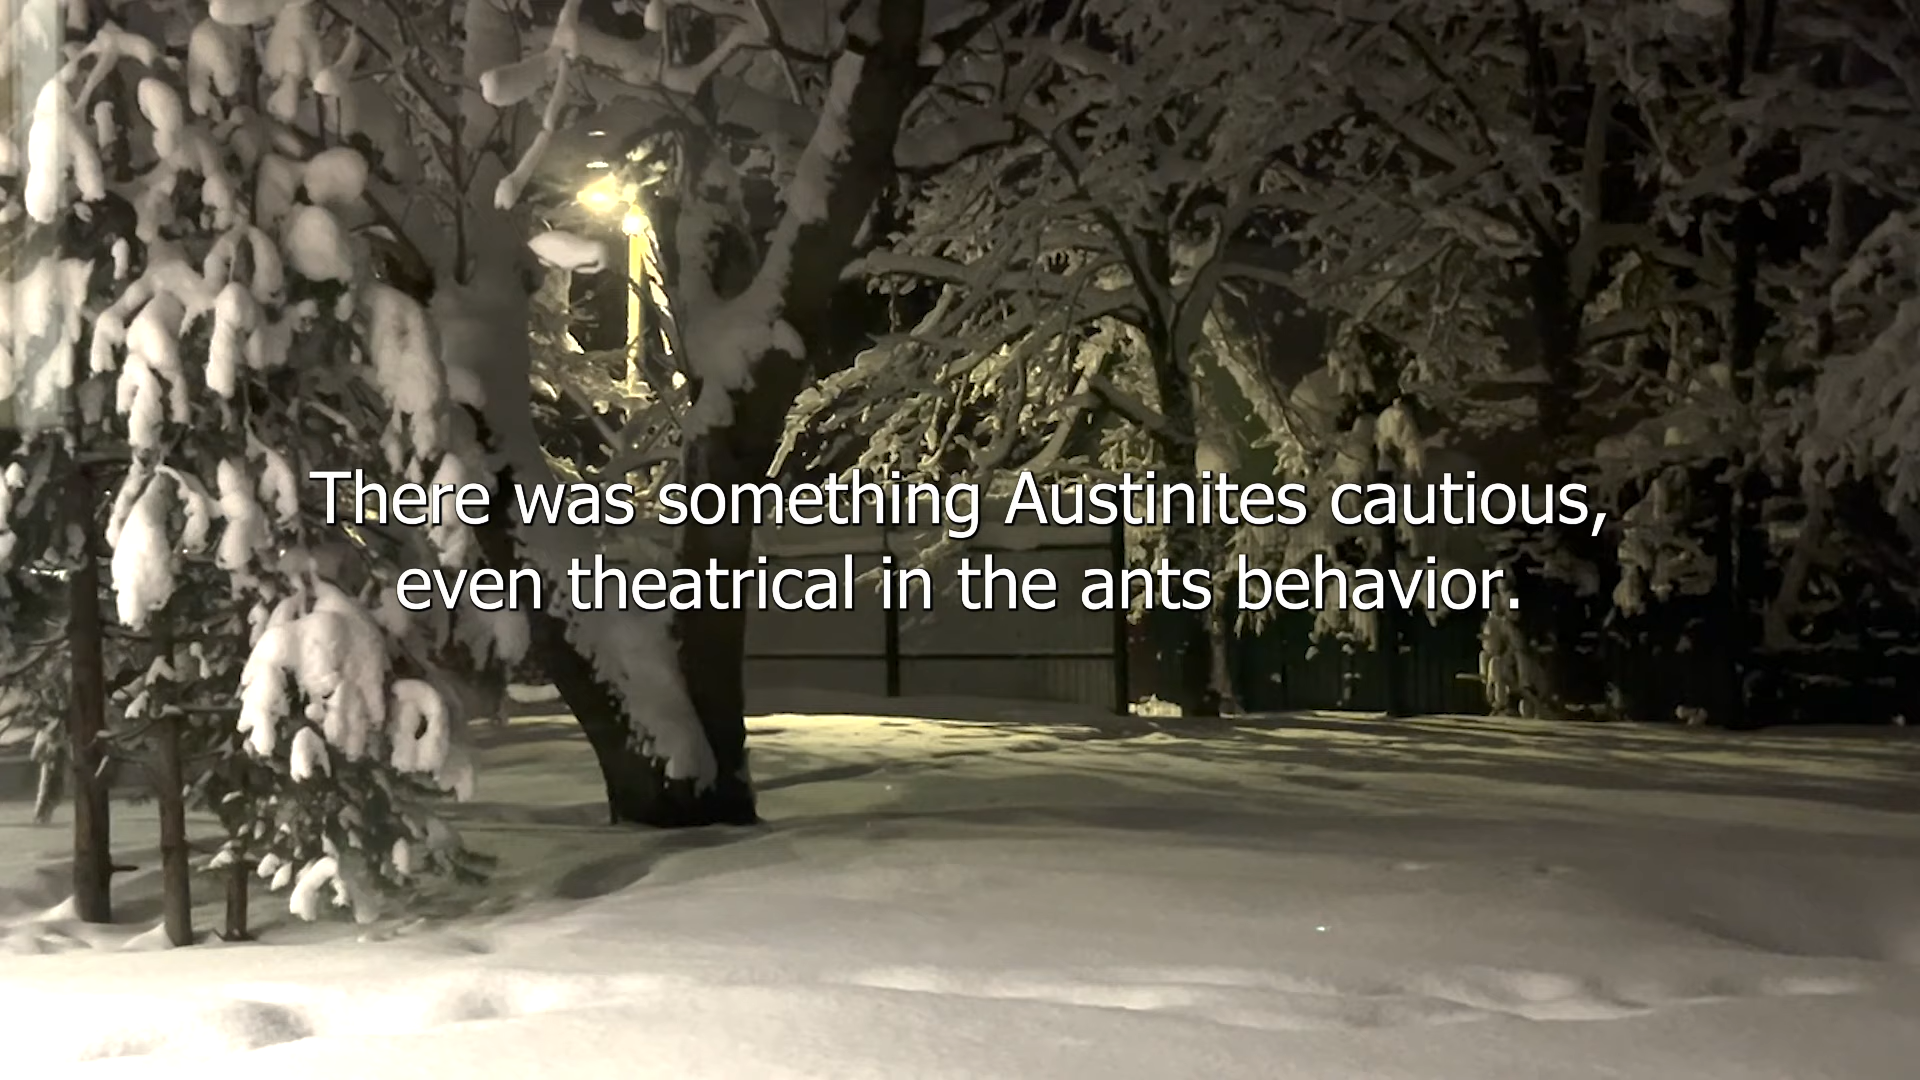 There was something Austinites cautious,
even theatrical in the ants behavior.